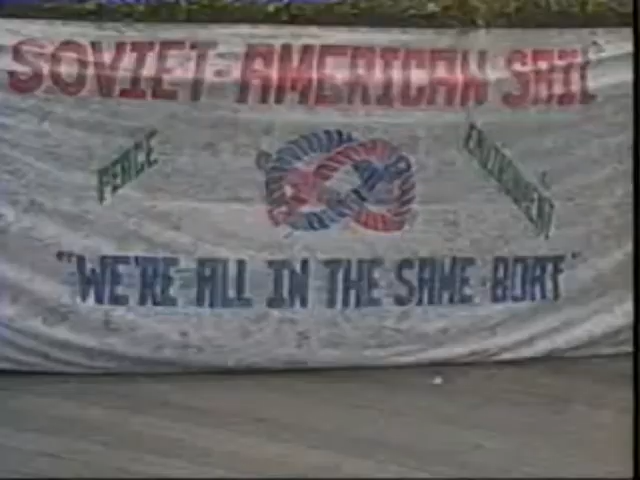 SOVIET-AMERICAN SAIL
PEACE
ENVIRONMENT
"WE'RE ALL IN THE SAME BOAT"